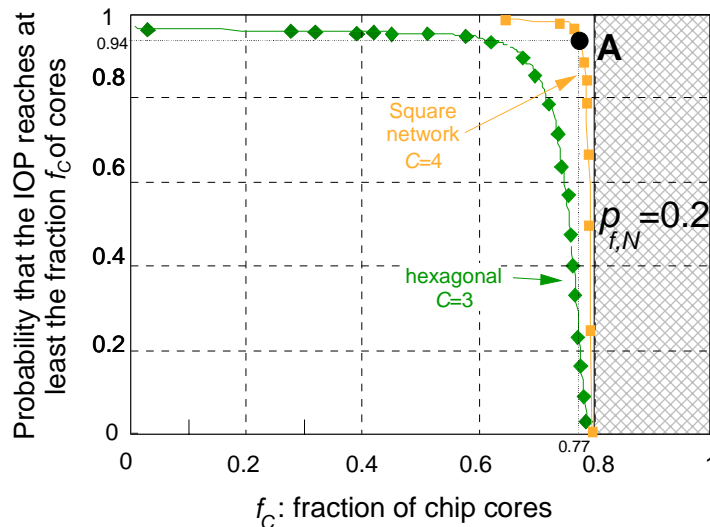 Probability that the IOP reaches at
least the fraction fC of cores
1
0.94
0.8
0.6
0.4
0.2
0
A
Square
network
C=4
pf,N=0.2
hexagonal
C=3
0.77
0
0.2
0.4
0.6
0.8
1
fC: fraction of chip cores